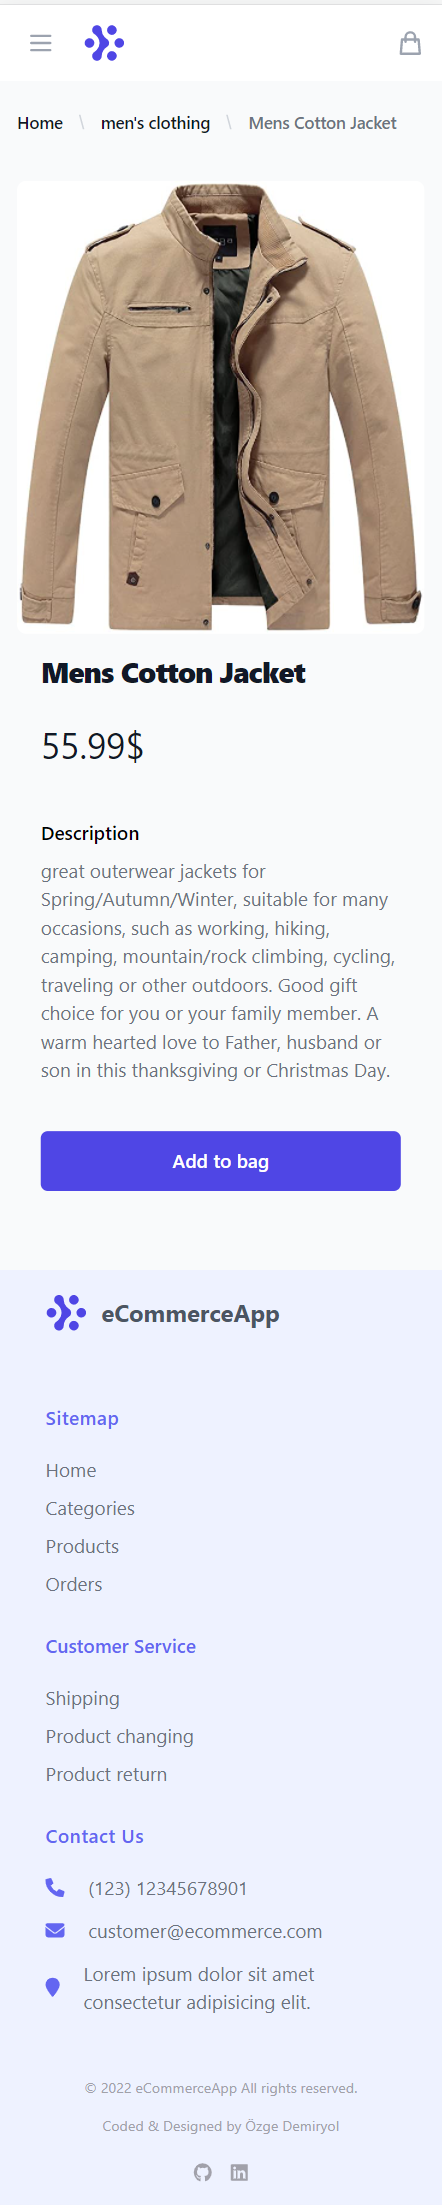 Home \ men's clothing \ Mens Cotton Jacket
Mens Cotton Jacket
55.99$
Description
great outerwear jackets for
Spring/Autumn/Winter, suitable for many
occasions, such as working, hiking,
camping, mountain/rock climbing, cycling,
traveling or other outdoors. Good gift
choice for you or your family member. A
warm hearted love to Father, husband or
son in this thanksgiving or Christmas Day.
Add to bag
eCommerceApp
Sitemap
Home
Categories
Products
Orders
Customer Service
Shipping
Product changing
Product return
Contact Us
(123) 12345678901
customer@ecommerce.com
Lorem ipsum dolor sit amet
consectetur adipisicing elit.
© 2022 eCommerceApp All rights reserved.
Coded & Designed by Özge Demiryol